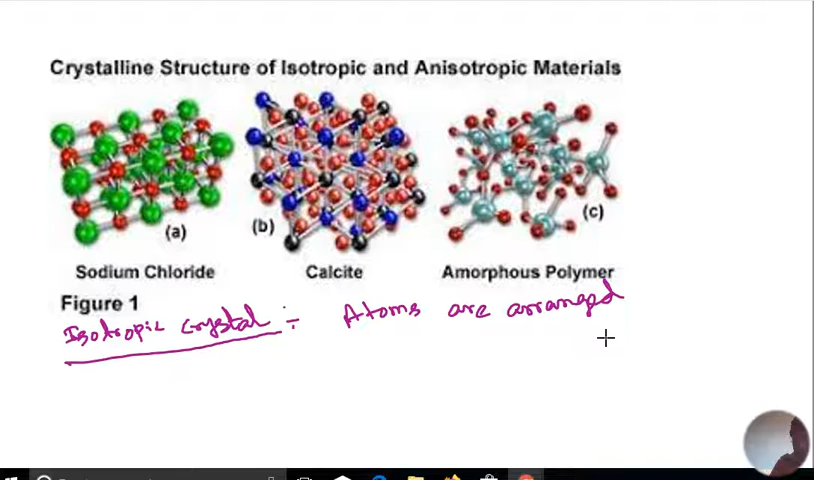 Crystalline Structure of Isotropic and Anisotropic Materials
(a) (b) (c)
Sodium Chloride Calcite Amorphous Polymer
Figure 1
Isotropic crystal :- Atoms are arranged